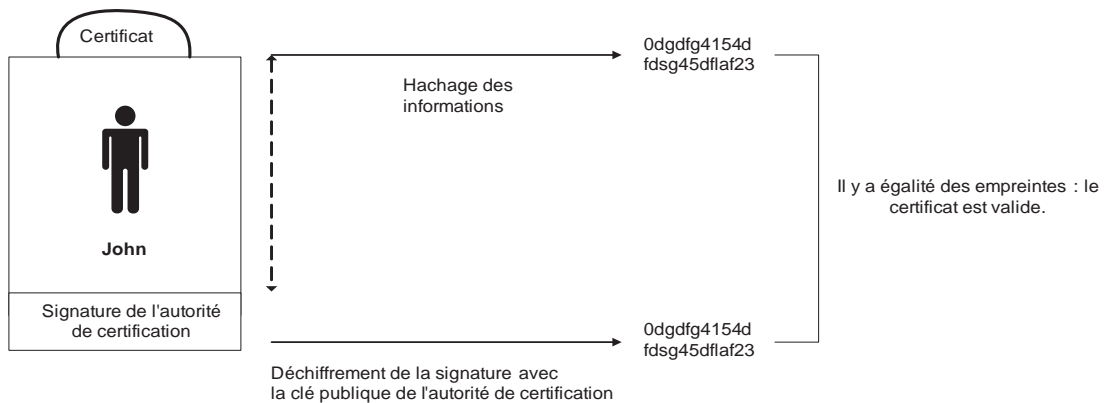 Certificat
John
Signature de l'autorité
de certification
Hachage des
informations
0dgdfg4154d
fdsg45dflaf23
Déchiffrement de la signature avec
la clé publique de l'autorité de certification
0dgdfg4154d
fdsg45dflaf23
Il y a égalité des empreintes : le
certificat est valide.